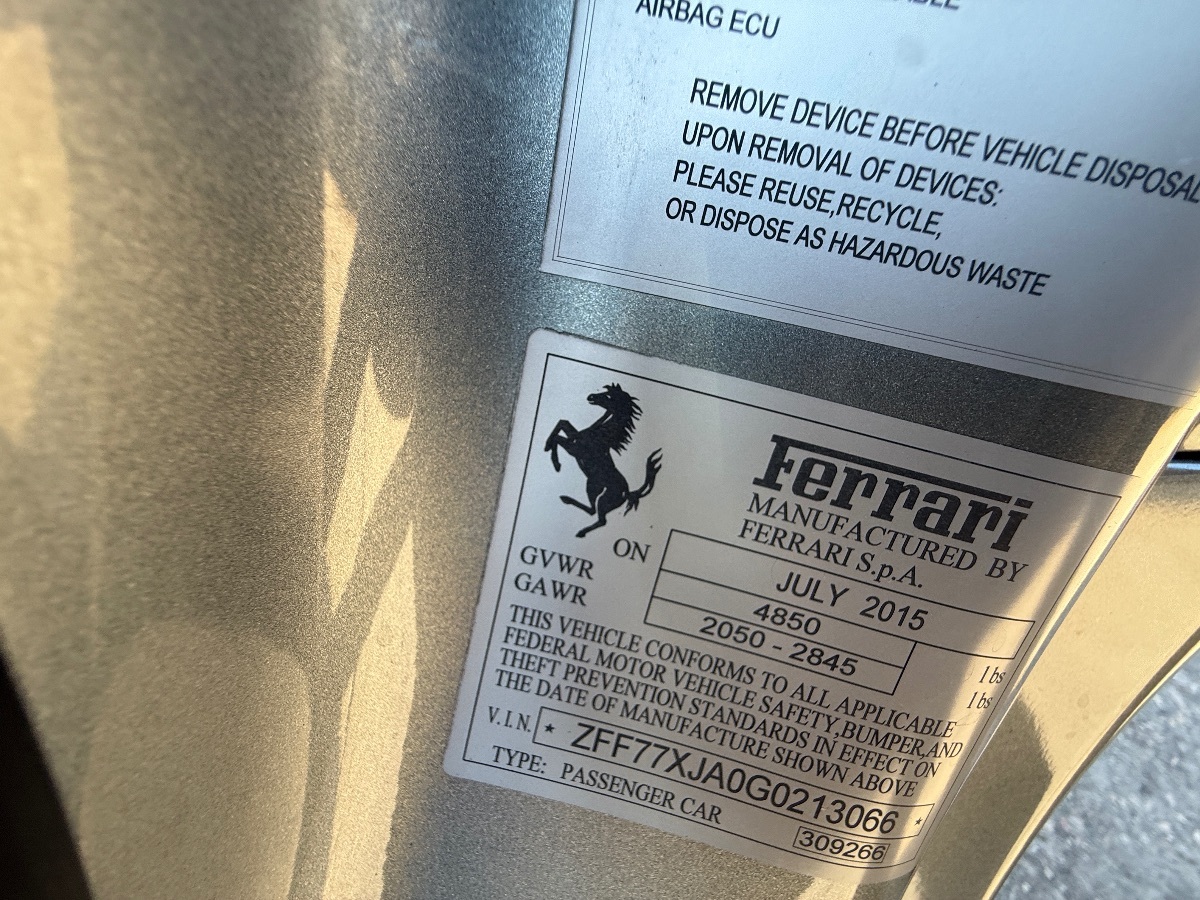 AIRBAG ECU
REMOVE DEVICE BEFORE VEHICLE DISPOSAL
UPON REMOVAL OF DEVICES:
PLEASE REUSE,RECYCLE,
OR DISPOSE AS HAZARDOUS WASTE
Ferrari
MANUFACTURED BY
FERRARI S.p.A.
ON JULY 2015
GVWR 4850 lbs
GAWR 2050 - 2845 lbs
THIS VEHICLE CONFORMS TO ALL APPLICABLE
FEDERAL MOTOR VEHICLE SAFETY,BUMPER,AND
THEFT PREVENTION STANDARDS IN EFFECT ON
THE DATE OF MANUFACTURE SHOWN ABOVE
V.I.N. * ZFF77XJA0G0213066 *
TYPE: PASSENGER CAR 309266